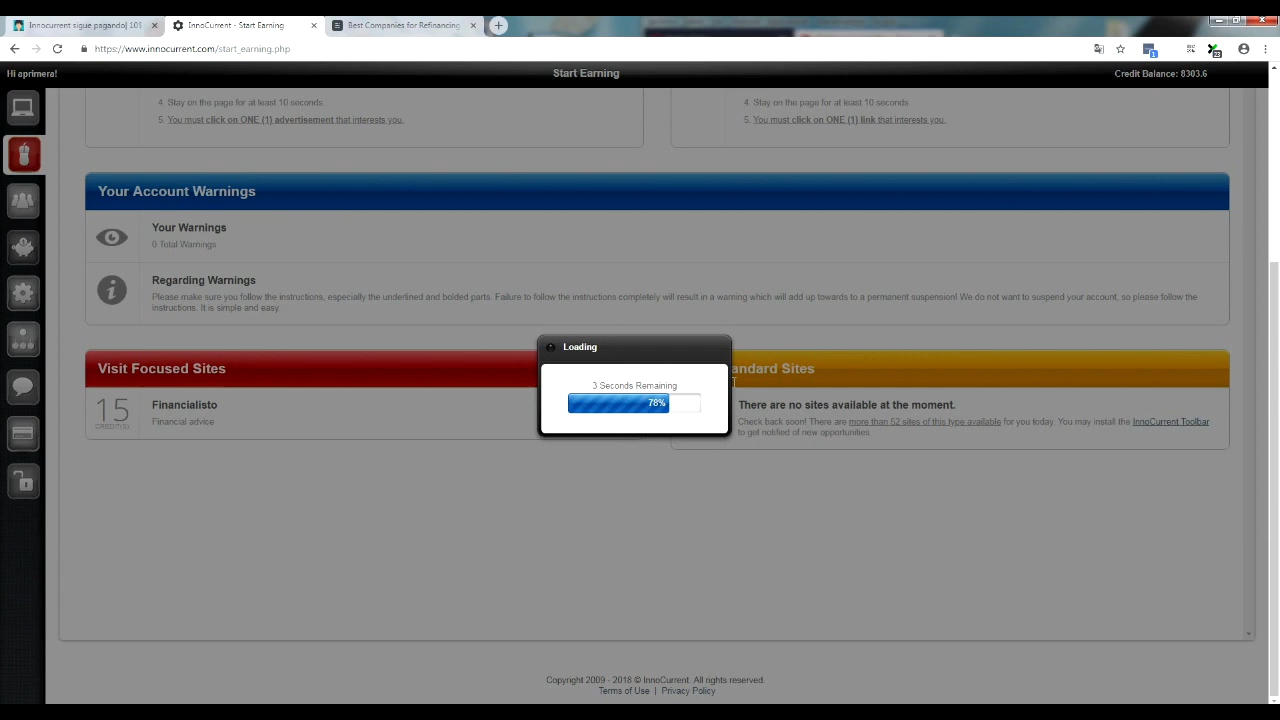 Innocurrent sigue pagando| 10$
InnoCurrent - Start Earning
Best Companies for Refinancing
https://www.innocurrent.com/start_earning.php
Hi aprimera!
Start Earning
Credit Balance: 8303.6
4. Stay on the page for at least 10 seconds.
5. You must click on ONE (1) advertisement that interests you.
4. Stay on the page for at least 10 seconds
5. You must click on ONE (1) link that interests you.
Your Account Warnings
Your Warnings
0 Total Warnings
Regarding Warnings
Please make sure you follow the instructions, especially the underlined and bolded parts. Failure to follow the instructions completely will result in a warning which will add up towards to a permanent suspension! We do not want to suspend your account, so please follow the
instructions. It is simple and easy.
Loading
3 Seconds Remaining
78%
Visit Focused Sites
15
CREDIT(S)
Financialisto
Financial advice
andard Sites
There are no sites available at the moment.
Check back soon! There are more than 52 sites of this type available for you today. You may install the InnoCurrent Toolbar
to get notified of new opportunities.
Copyright 2009 - 2018 © InnoCurrent. All rights reserved.
Terms of Use | Privacy Policy